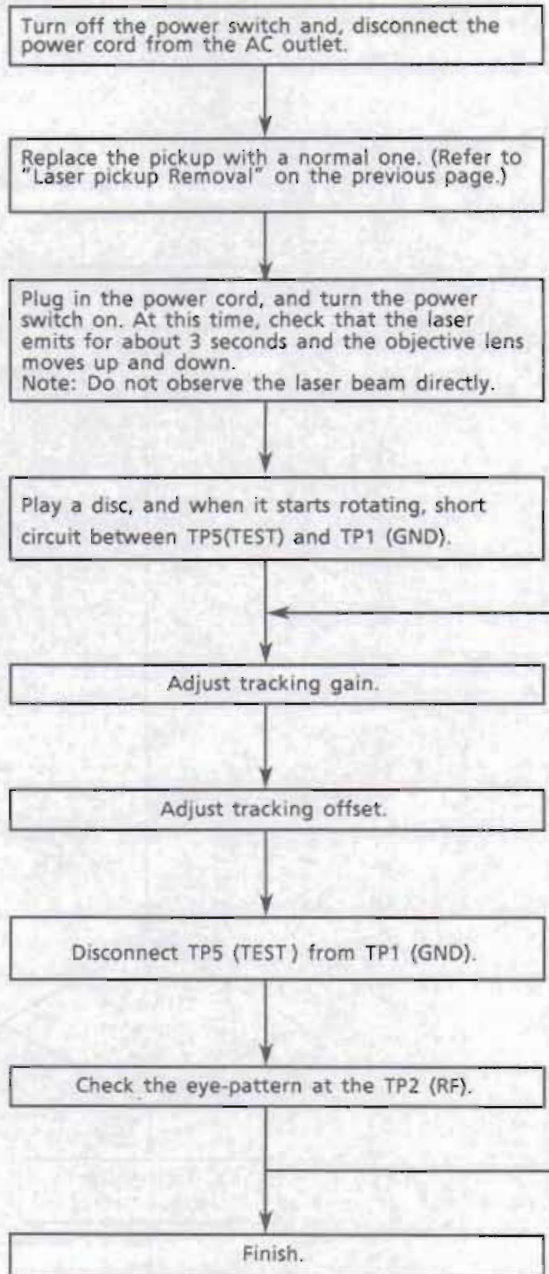 Turn off the power switch and, disconnect the
power cord from the AC outlet.
Replace the pickup with a normal one. (Refer to
"Laser pickup Removal" on the previous page.)
Plug in the power cord, and turn the power
switch on. At this time, check that the laser
emits for about 3 seconds and the objective lens
moves up and down.
Note: Do not observe the laser beam directly.
Play a disc, and when it starts rotating, short
circuit between TP5(TEST) and TP1 (GND).
Adjust tracking gain.
Adjust tracking offset.
Disconnect TP5 (TEST) from TP1 (GND).
Check the eye-pattern at the TP2 (RF).
Finish.